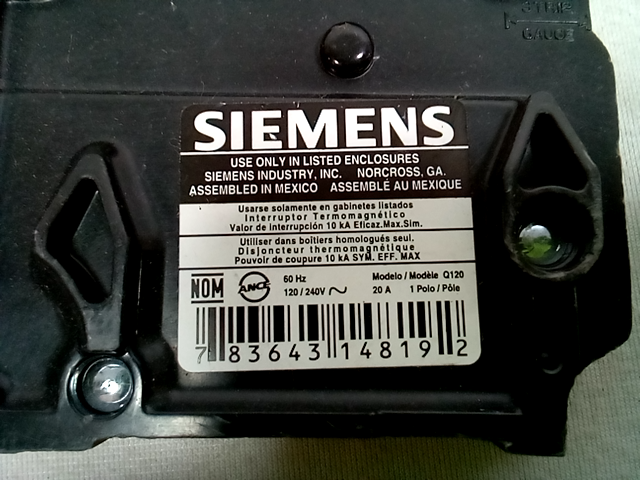 STRIP
GAUGE
SIEMENS
USE ONLY IN LISTED ENCLOSURES
SIEMENS INDUSTRY, INC. NORCROSS, GA.
ASSEMBLED IN MEXICO ASSEMBLÉ AU MEXIQUE
Usarse solamente en gabinetes listados
Interruptor Termomagnético
Valor de interrupción 10 kA Eficaz.Max.Sim.
Utiliser dans boîtiers homologués seul.
Disjoncteur thermomagnétique
Pouvoir de coupure 10 kA SYM. EFF. MAX
NOM ANCE 60 Hz Modelo / Modèle Q120
120 / 240V ~ 20 A 1 Polo / Pôle
7 83643 14819 2